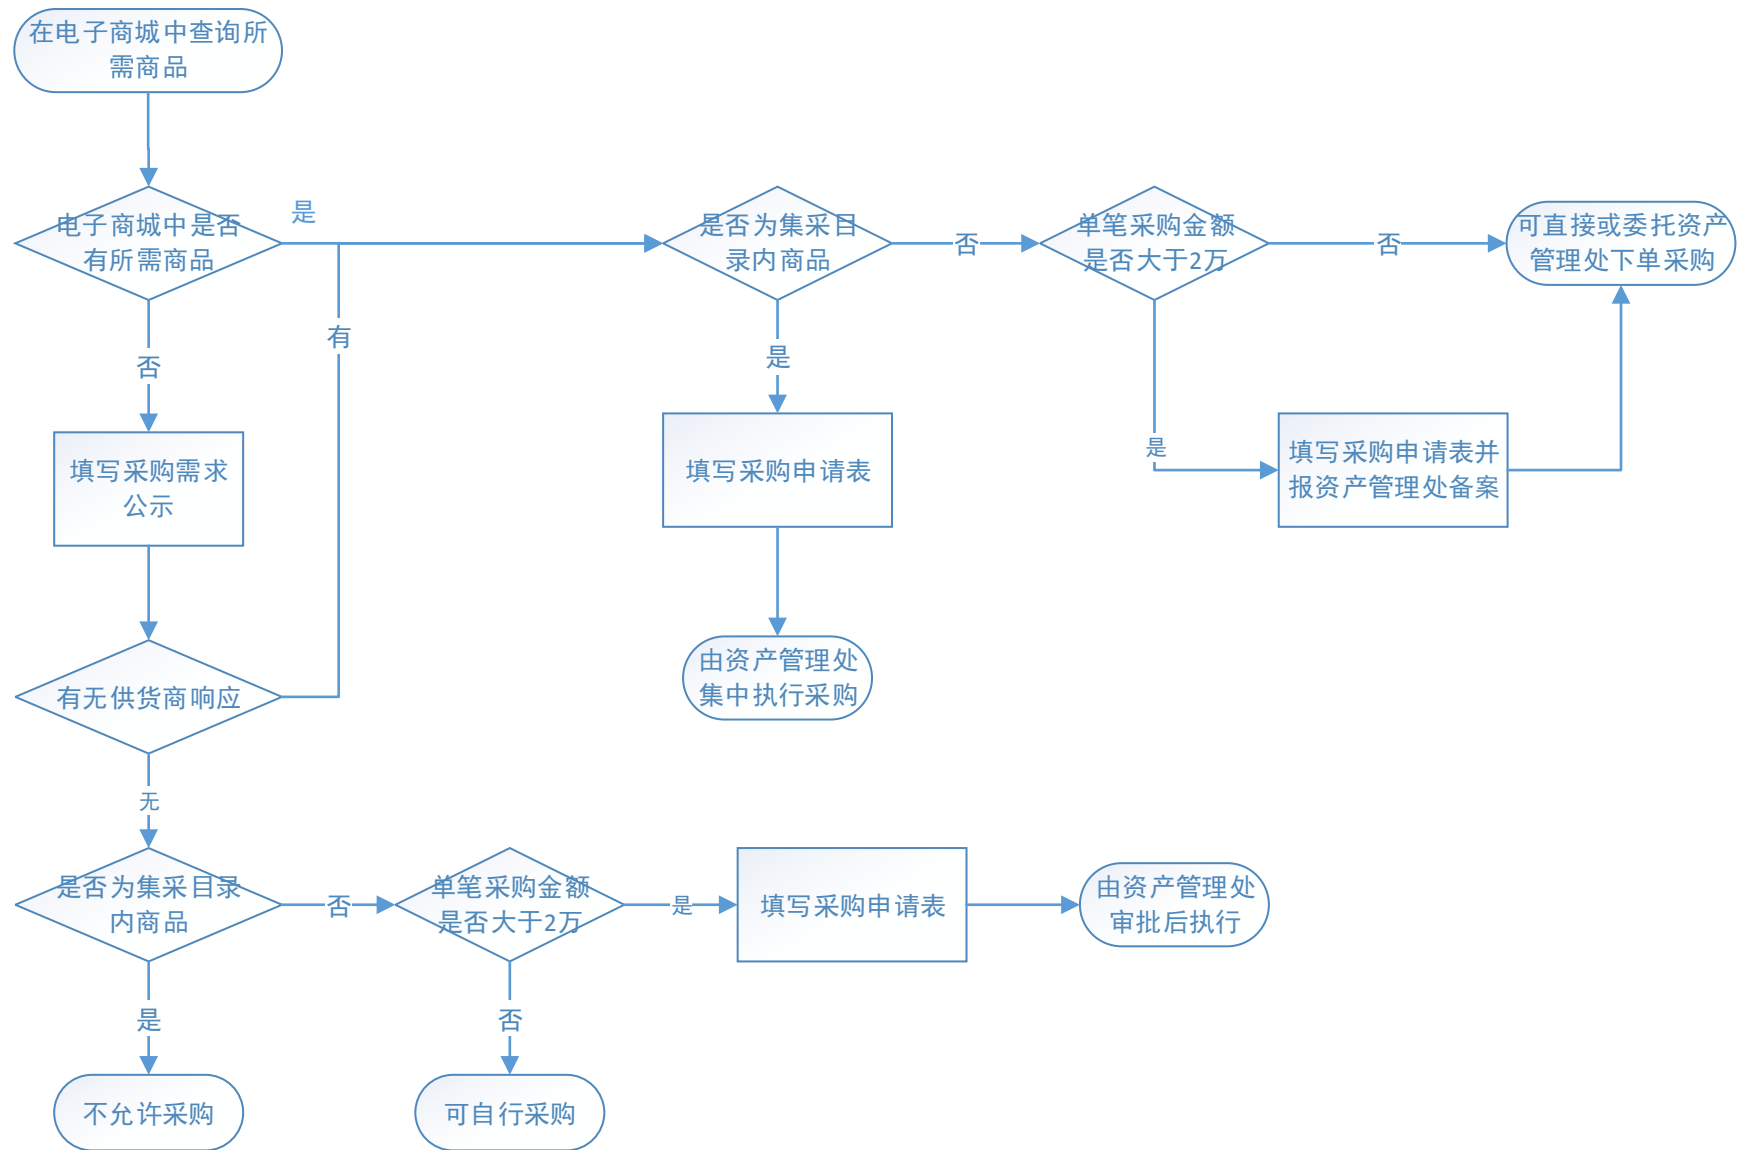 在电子商城中查询所
需商品
电子商城中是否
有所需商品
是
是否为集采目
录内商品
否
单笔采购金额
是否大于2万
否
可直接或委托资产
管理处下单采购
有
否
是
是
填写采购需求
公示
填写采购申请表
填写采购申请表并
报资产管理处备案
有无供货商响应
由资产管理处
集中执行采购
无
是否为集采目录
内商品
否
单笔采购金额
是否大于2万
是
填写采购申请表
由资产管理处
审批后执行
是
否
不允许采购
可自行采购